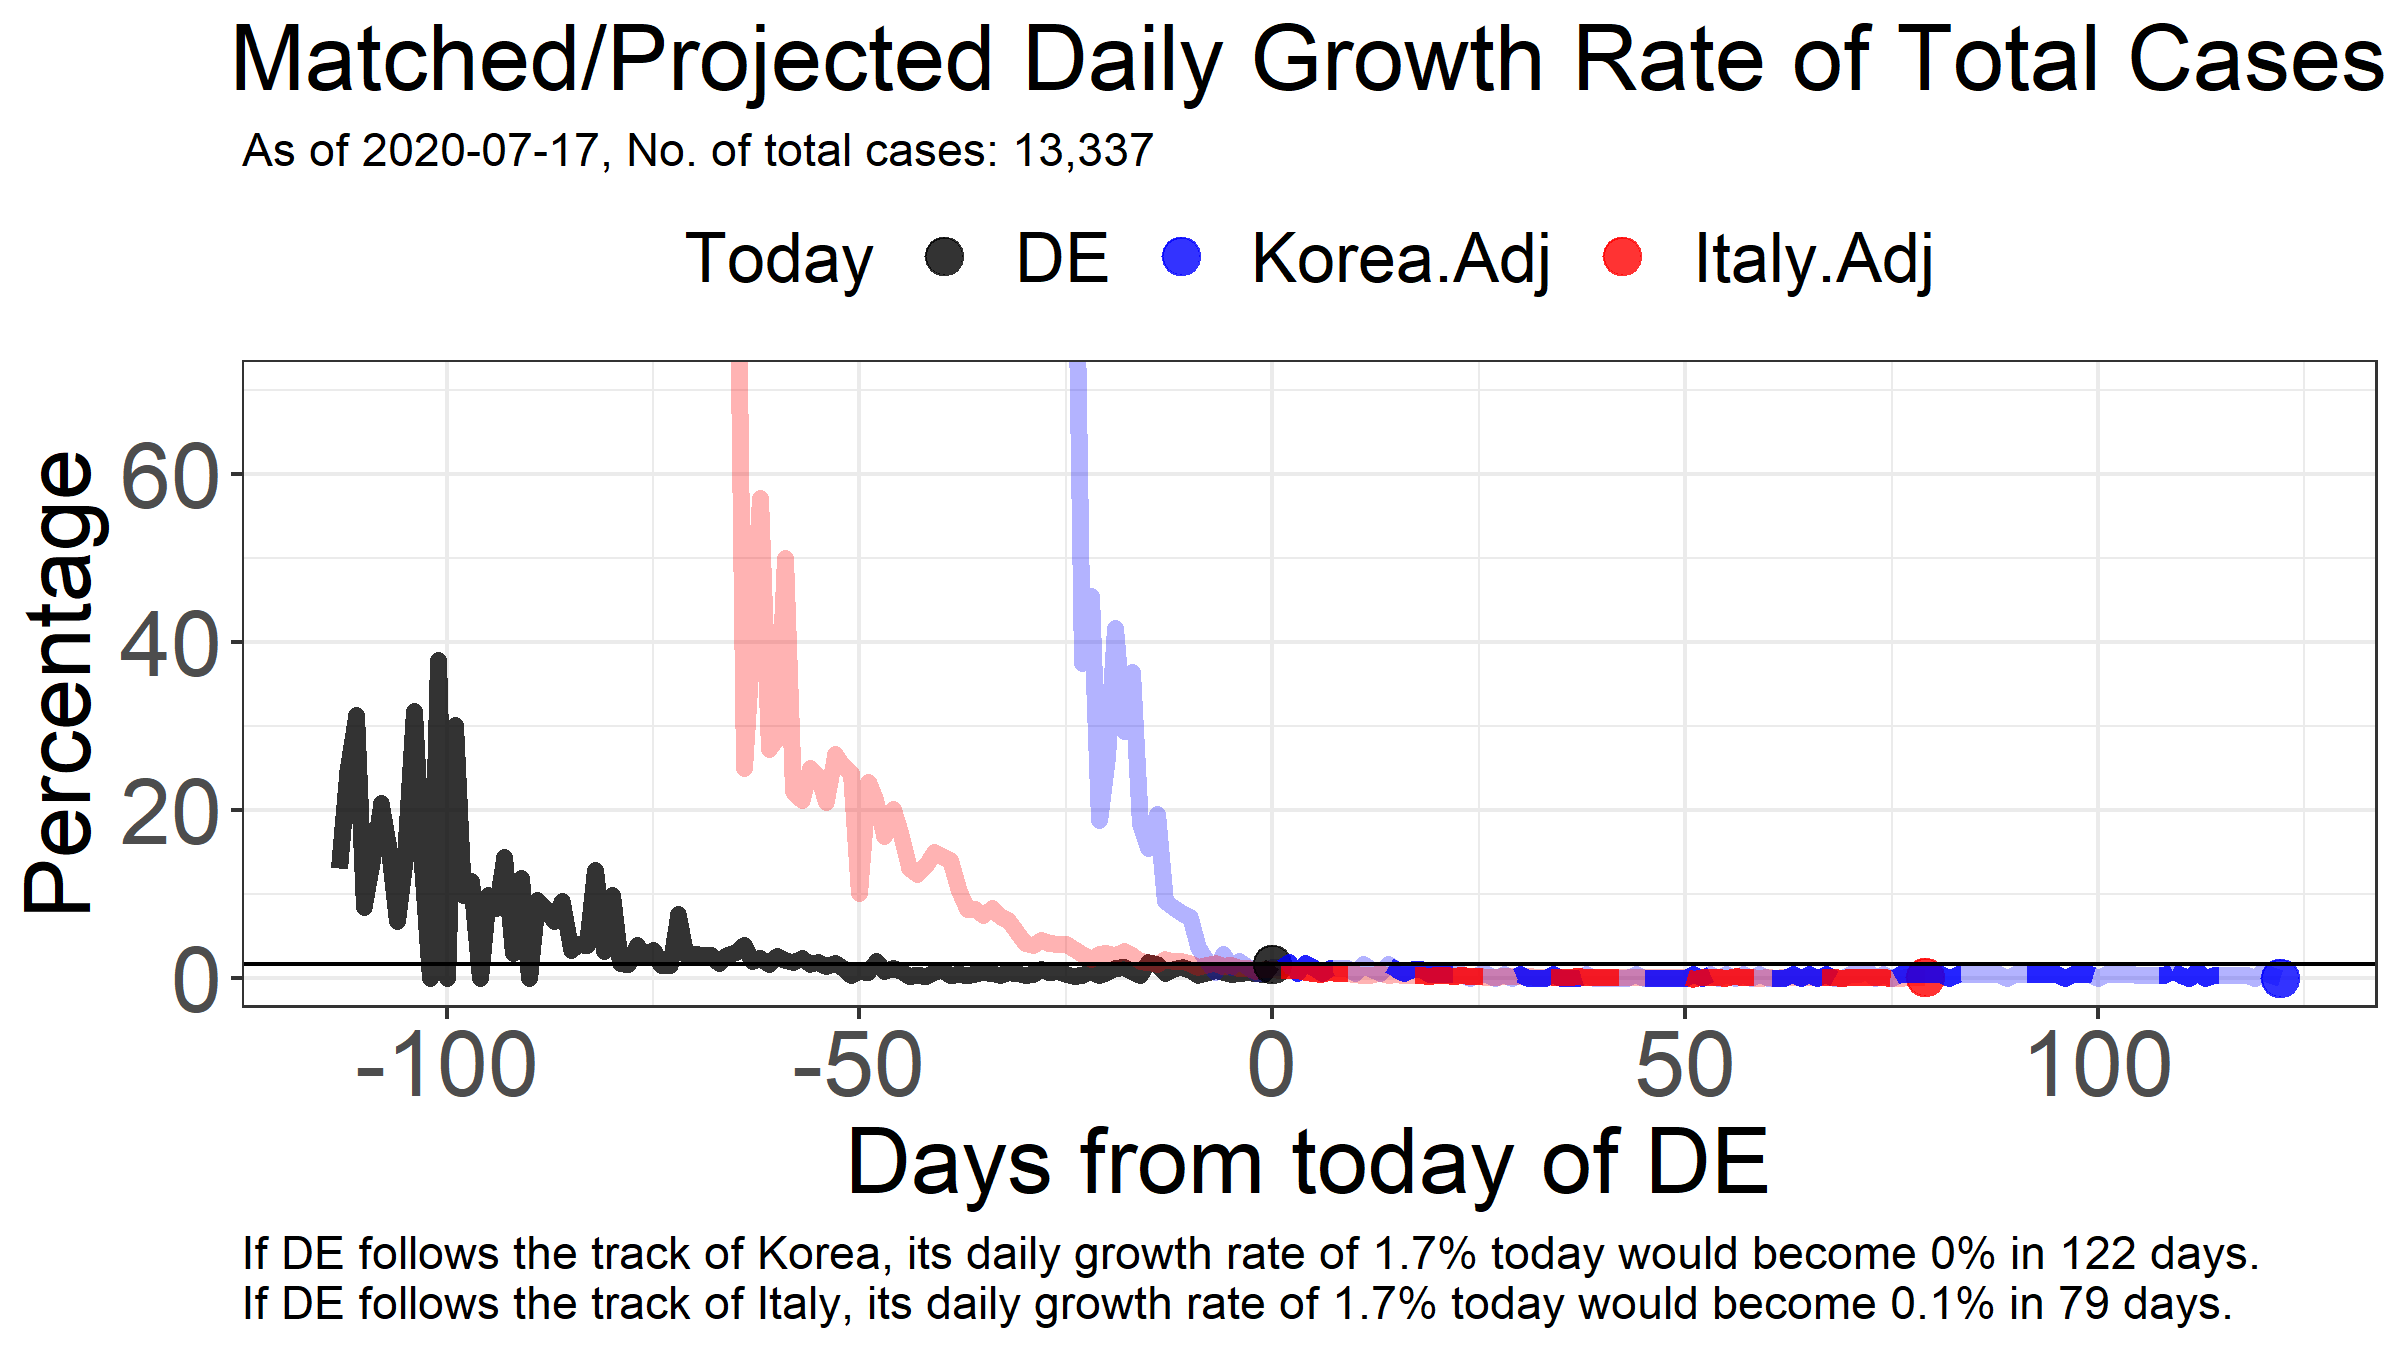 Matched/Projected Daily Growth Rate of Total Cases
As of 2020-07-17, No. of total cases: 13,337
Today DE Korea.Adj Italy.Adj
Percentage
60
40
20
0
-100 -50 0 50 100
Days from today of DE
If DE follows the track of Korea, its daily growth rate of 1.7% today would become 0% in 122 days.
If DE follows the track of Italy, its daily growth rate of 1.7% today would become 0.1% in 79 days.